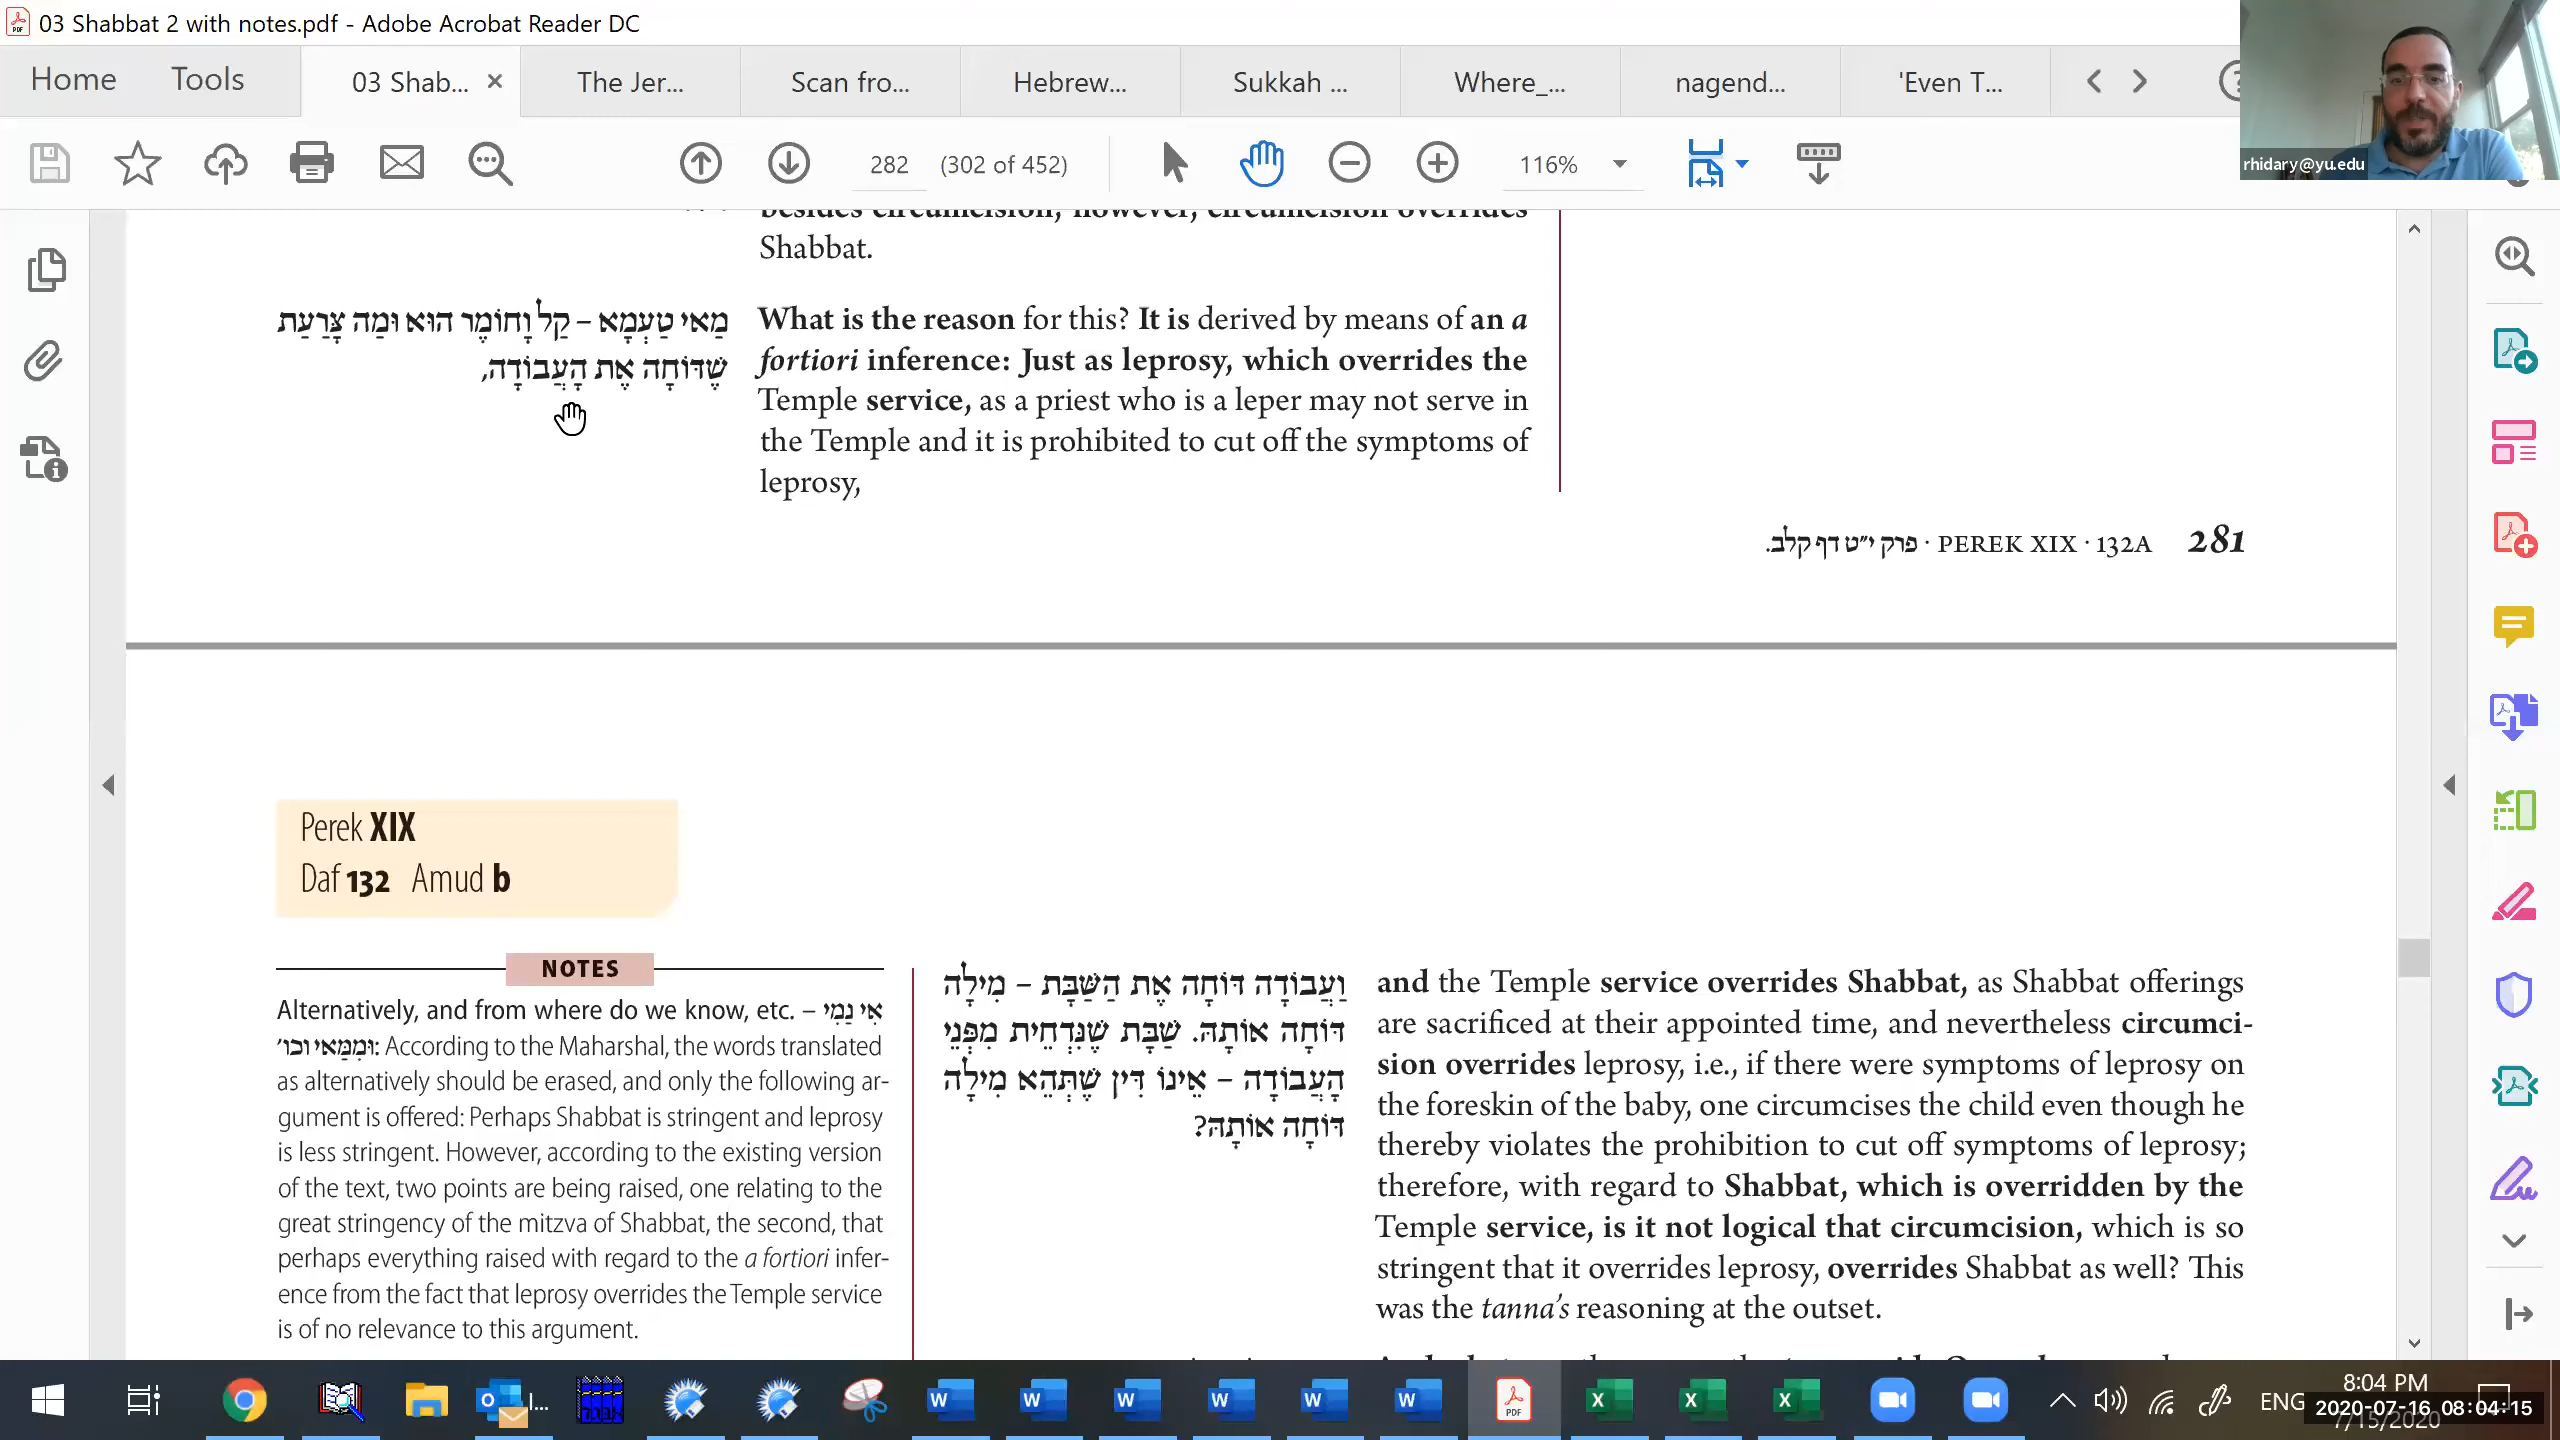 03 Shabbat 2 with notes.pdf - Adobe Acrobat Reader DC
Home Tools 03 Shab... The Jer... Scan fro... Hebrew... Sukkah ... Where_... nagend... 'Even T...
282 (302 of 452) 116%
rhidary@yu.edu
besides circumcision, however, circumcision overrides
Shabbat.
מַאי טַעְמָא – קַל וָחוֹמֶר הוּא וּמַה צָּרַעַת
שֶׁדּוֹחָה אֶת הָעֲבוֹדָה,
What is the reason for this? It is derived by means of an a
fortiori inference: Just as leprosy, which overrides the
Temple service, as a priest who is a leper may not serve in
the Temple and it is prohibited to cut off the symptoms of
leprosy,
פרק י״ט דף קלב. · PEREK XIX · 132A 281
Perek XIX
Daf 132 Amud b
NOTES
Alternatively, and from where do we know, etc. – אִי נַמִי
וּמִמַּאי וכו׳: According to the Maharshal, the words translated
as alternatively should be erased, and only the following ar-
gument is offered: Perhaps Shabbat is stringent and leprosy
is less stringent. However, according to the existing version
of the text, two points are being raised, one relating to the
great stringency of the mitzva of Shabbat, the second, that
perhaps everything raised with regard to the a fortiori infer-
ence from the fact that leprosy overrides the Temple service
is of no relevance to this argument.
וַעֲבוֹדָה דּוֹחָה אֶת הַשַּׁבָּת – מִילָה
דּוֹחָה אוֹתָהּ. שַׁבָּת שֶׁנִּדְחֵית מִפְּנֵי
הָעֲבוֹדָה – אֵינוֹ דִּין שֶׁתְּהֵא מִילָה
דּוֹחָה אוֹתָהּ?
and the Temple service overrides Shabbat, as Shabbat offerings
are sacrificed at their appointed time, and nevertheless circumci-
sion overrides leprosy, i.e., if there were symptoms of leprosy on
the foreskin of the baby, one circumcises the child even though he
thereby violates the prohibition to cut off symptoms of leprosy;
therefore, with regard to Shabbat, which is overridden by the
Temple service, is it not logical that circumcision, which is so
stringent that it overrides leprosy, overrides Shabbat as well? This
was the tanna's reasoning at the outset.
ENG
8:04 PM
2020-07-16 08:04:15
7/15/2020